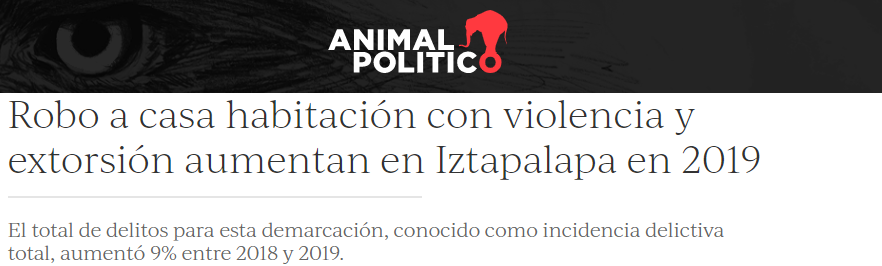 ANIMAL
POLITICO
Robo a casa habitación con violencia y
extorsión aumentan en Iztapalapa en 2019
El total de delitos para esta demarcación, conocido como incidencia delictiva
total, aumentó 9% entre 2018 y 2019.